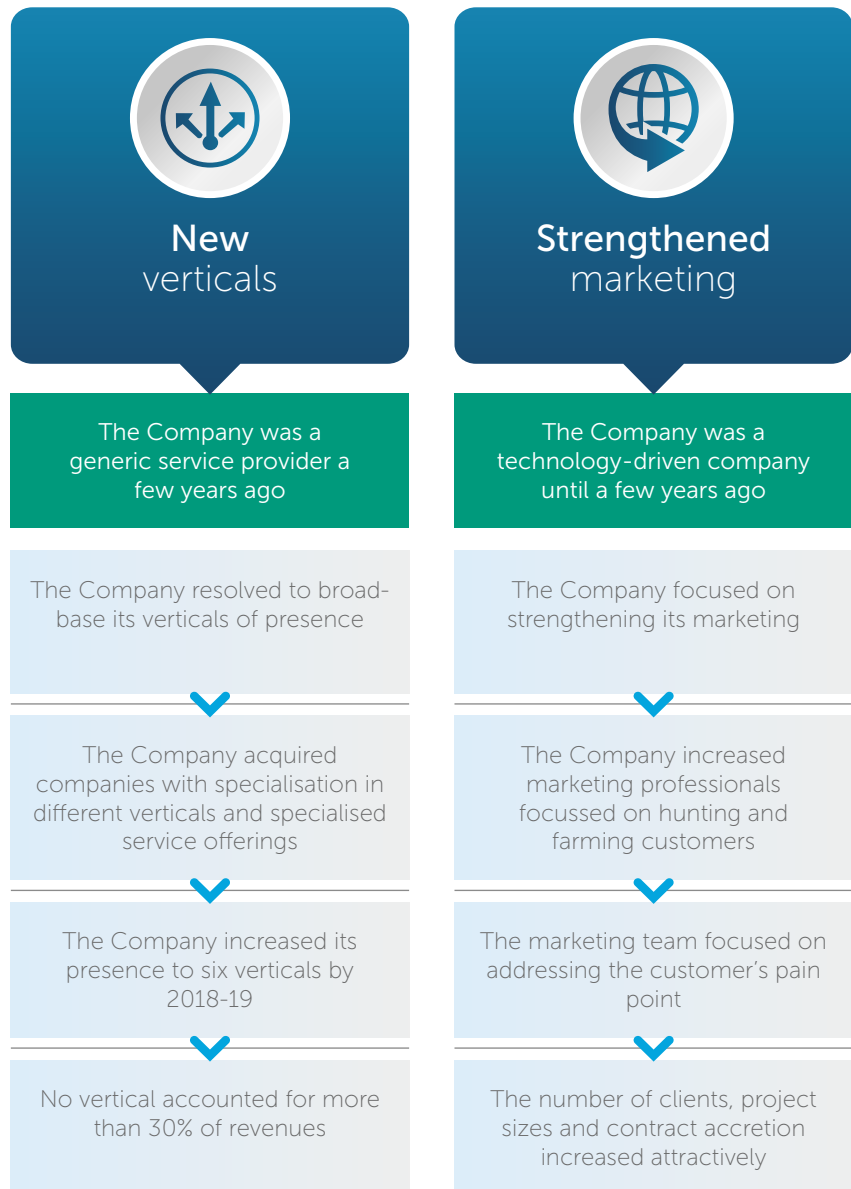 New
verticals
The Company was a
generic service provider a
few years ago
The Company resolved to broad-
base its verticals of presence
The Company acquired
companies with specialisation in
different verticals and specialised
service offerings
The Company increased its
presence to six verticals by
2018-19
No vertical accounted for more
than 30% of revenues
Strengthened
marketing
The Company was a
technology-driven company
until a few years ago
The Company focused on
strengthening its marketing
The Company increased
marketing professionals
focussed on hunting and
farming customers
The marketing team focused on
addressing the customer’s pain
point
The number of clients, project
sizes and contract accretion
increased attractively